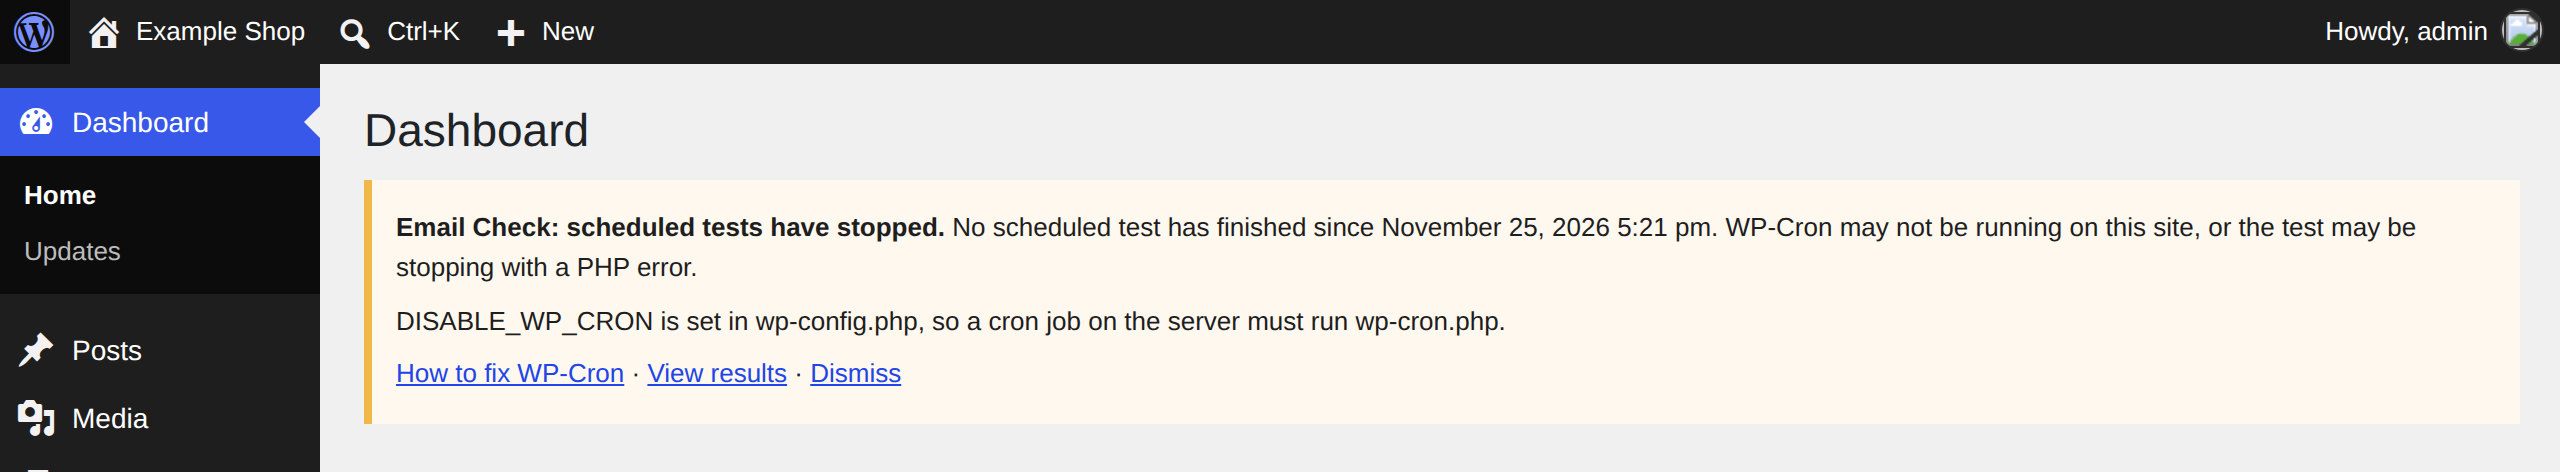 Example Shop
Ctrl+K
New
Howdy, admin
Dashboard
Home
Updates
Posts
Media
Dashboard
Email Check: scheduled tests have stopped. No scheduled test has finished since November 25, 2026 5:21 pm. WP-Cron may not be running on this site, or the test may be
stopping with a PHP error.
DISABLE_WP_CRON is set in wp-config.php, so a cron job on the server must run wp-cron.php.
How to fix WP-Cron · View results · Dismiss